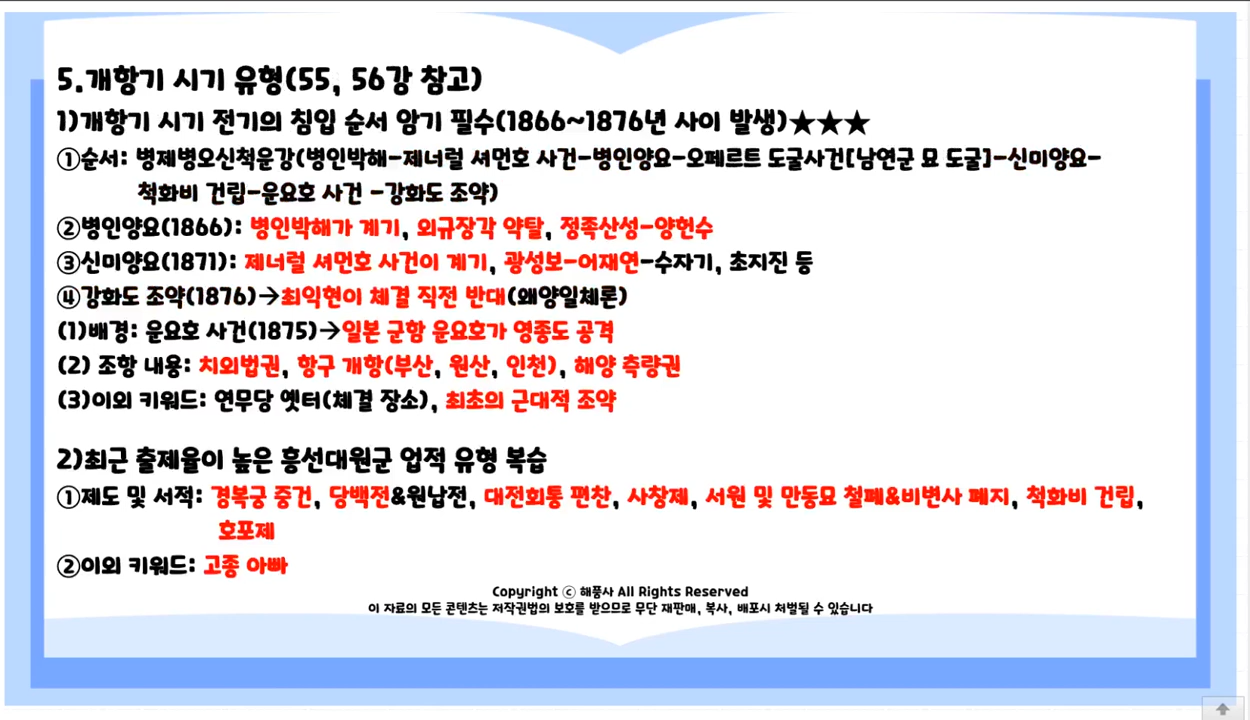 5.개항기 시기 유형(55, 56강 참고)
1)개항기 시기 전기의 침입 순서 암기 필수(1866~1876년 사이 발생)★★★
①순서: 병제병오신척운강(병인박해-제너럴 셔먼호 사건-병인양요-오페르트 도굴사건[남연군 묘 도굴]-신미양요-
척화비 건립-운요호 사건 -강화도 조약)
②병인양요(1866): 병인박해가 계기, 외규장각 약탈, 정족산성-양헌수
③신미양요(1871): 제너럴 셔먼호 사건이 계기, 광성보-어재연-수자기, 초지진 등
④강화도 조약(1876)→최익현이 체결 직전 반대(왜양일체론)
(1)배경: 운요호 사건(1875)→일본 군함 운요호가 영종도 공격
(2) 조항 내용: 치외법권, 항구 개항(부산, 원산, 인천), 해양 측량권
(3)이외 키워드: 연무당 옛터(체결 장소), 최초의 근대적 조약
2)최근 출제율이 높은 흥선대원군 업적 유형 복습
①제도 및 서적: 경복궁 중건, 당백전&원납전, 대전회통 편찬, 사창제, 서원 및 만동묘 철폐&비변사 폐지, 척화비 건립,
호포제
②이외 키워드: 고종 아빠
Copyright ⓒ 해품사 All Rights Reserved
이 자료의 모든 콘텐츠는 저작권법의 보호를 받으므로 무단 재판매, 복사, 배포시 처벌될 수 있습니다